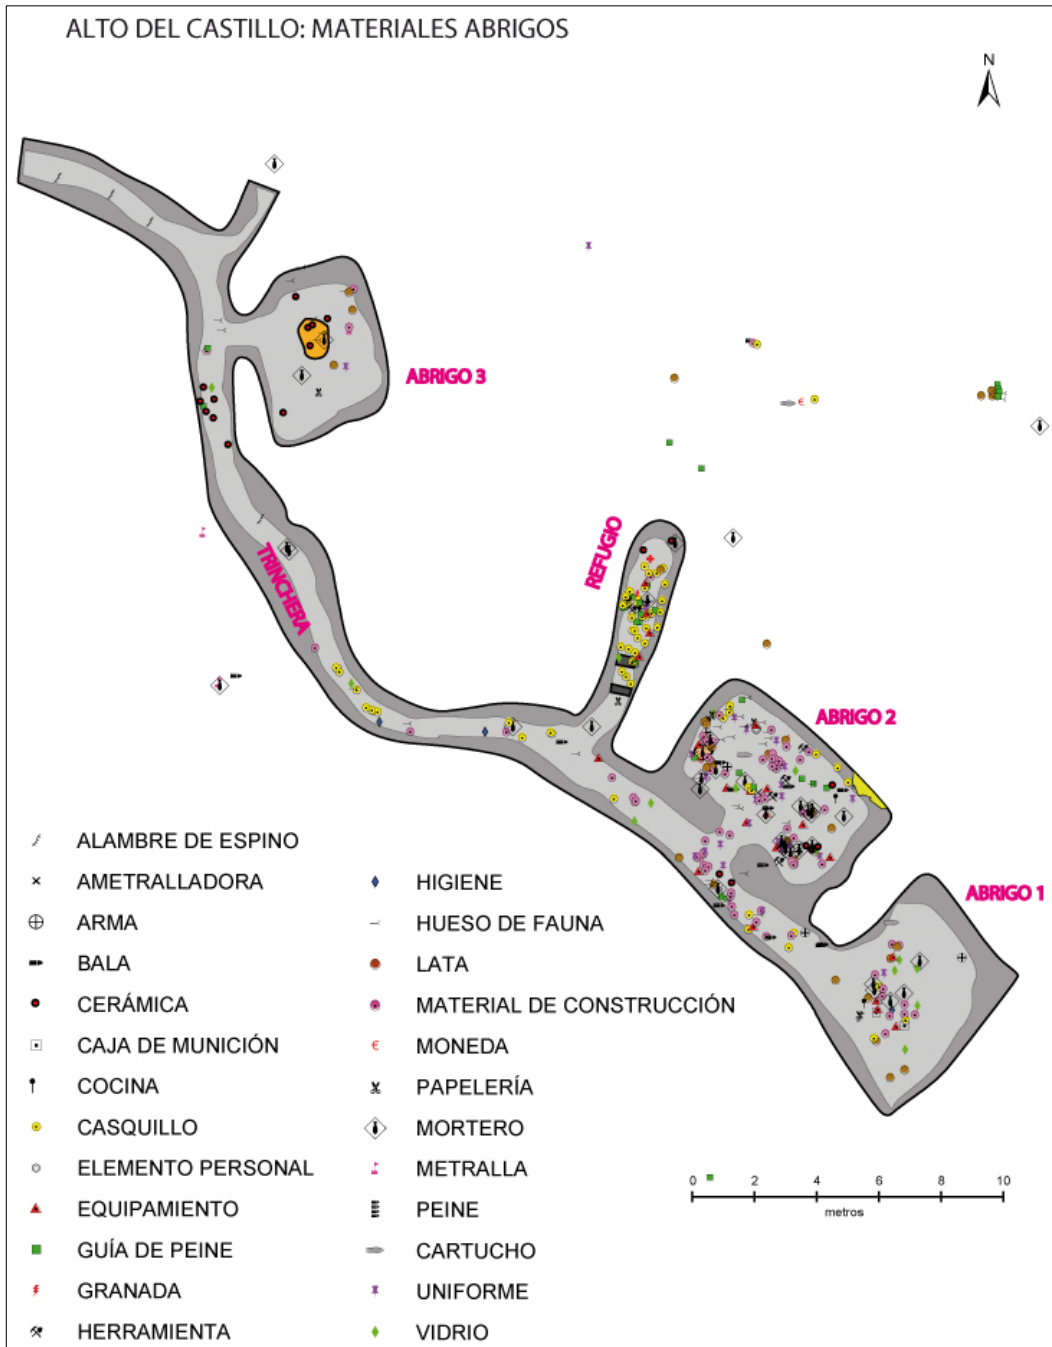 ALTO DEL CASTILLO: MATERIALES ABRIGOS
N
ABRIGO 3
REFUGIO
TRINCHERA
ABRIGO 2
ABRIGO 1
ALAMBRE DE ESPINO
AMETRALLADORA
ARMA
BALA
CERÁMICA
CAJA DE MUNICIÓN
COCINA
CASQUILLO
ELEMENTO PERSONAL
EQUIPAMIENTO
GUÍA DE PEINE
GRANADA
HERRAMIENTA
HIGIENE
HUESO DE FAUNA
LATA
MATERIAL DE CONSTRUCCIÓN
MONEDA
PAPELERÍA
MORTERO
METRALLA
PEINE
CARTUCHO
UNIFORME
VIDRIO
0 2 4 6 8 10
metros